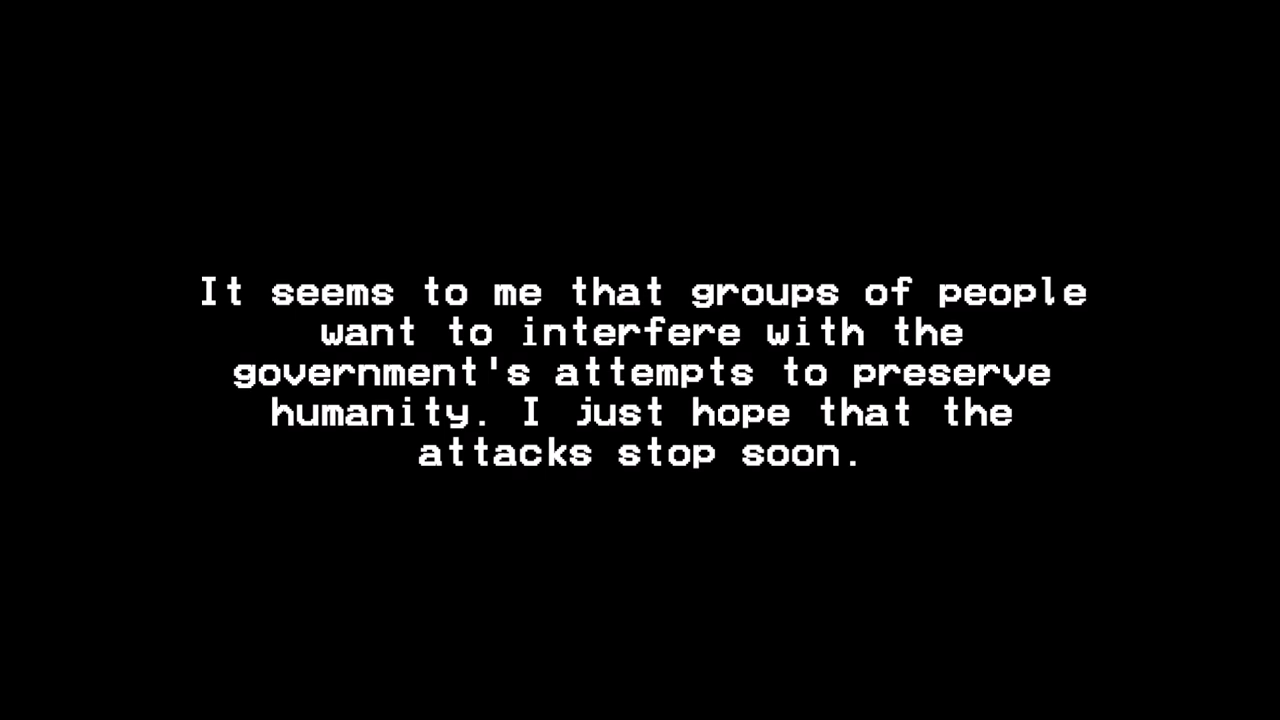 It seems to me that groups of people
want to interfere with the
government's attempts to preserve
humanity. I just hope that the
attacks stop soon.